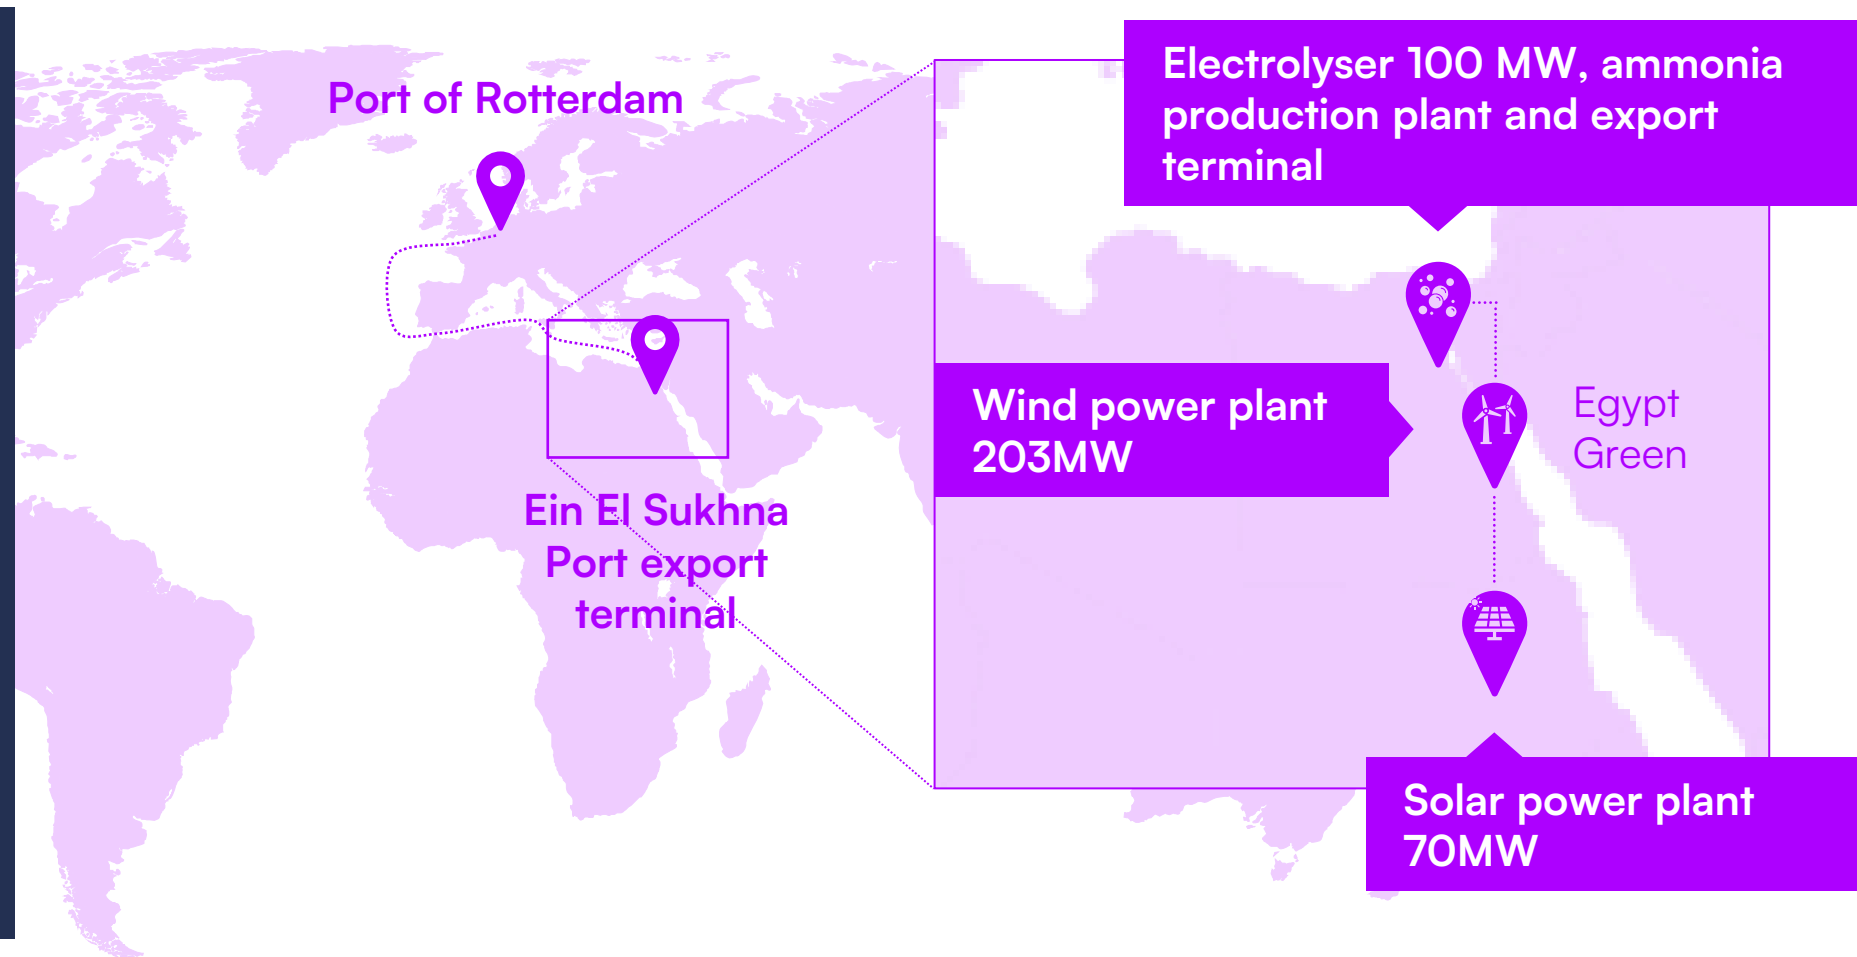 Port of Rotterdam
Ein El Sukhna
Port export
terminal
Electrolyser 100 MW, ammonia
production plant and export
terminal
Wind power plant
203MW
Egypt
Green
Solar power plant
70MW